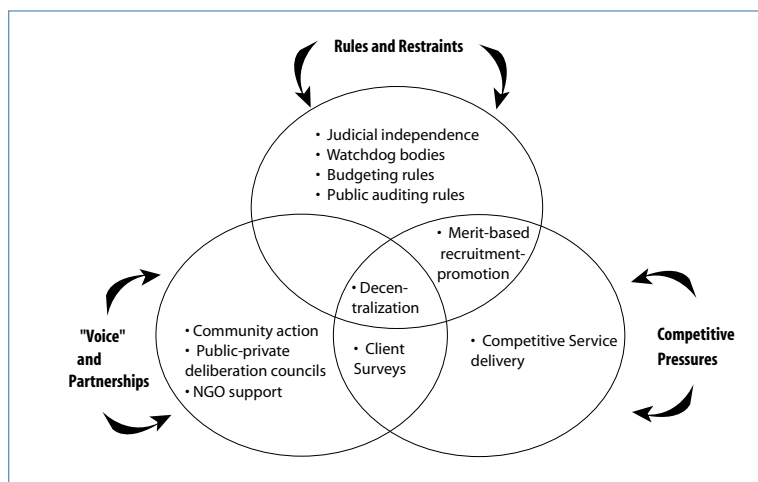 Rules and Restraints
• Judicial independence
• Watchdog bodies
• Budgeting rules
• Public auditing rules
• Merit-based
recruitment-
promotion
• Decen-
tralization
"Voice"
and
Partnerships
• Community action
• Public-private
deliberation councils
• NGO support
• Client
Surveys
• Competitive Service
delivery
Competitive
Pressures